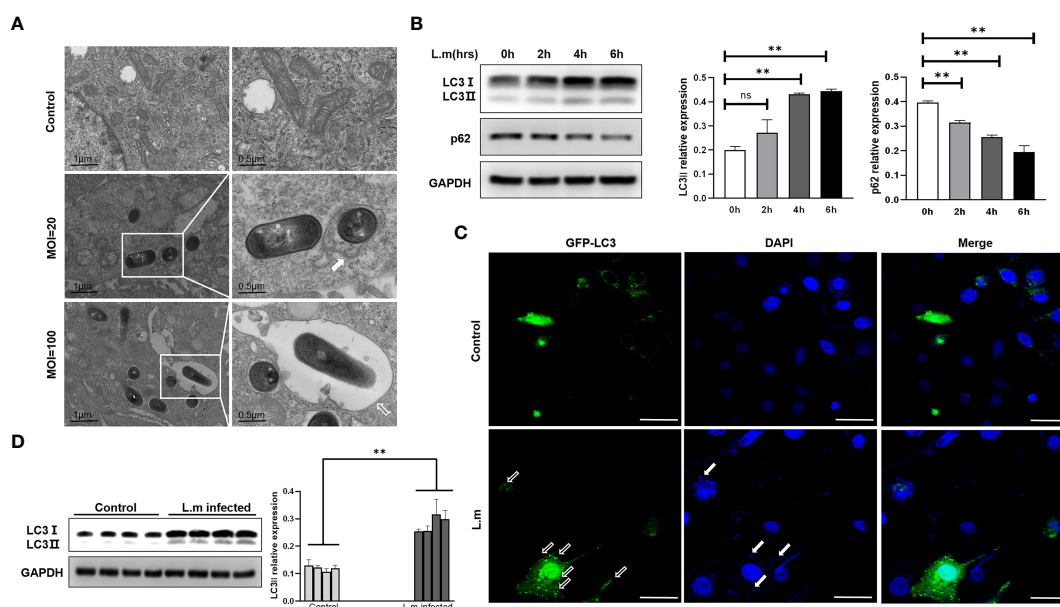 A
Control
1μm
0.5μm
MOI=20
1μm
0.5μm
MOI=100
1μm
0.5μm
B
L.m(hrs) 0h 2h 4h 6h
LC3 I
LC3 II
p62
GAPDH
LC3II relative expression
0.5
0.4
0.3
0.2
0.1
0.0
ns
**
**
0h 2h 4h 6h
p62 relative expression
0.5
0.4
0.3
0.2
0.1
0.0
**
**
**
0h 2h 4h 6h
C
GFP-LC3 DAPI Merge
Control
L.m
D
Control L.m infected
LC3 I
LC3 II
GAPDH
LC3II relative expression
0.4
0.3
0.2
0.1
0.0
**
Control L.m infected